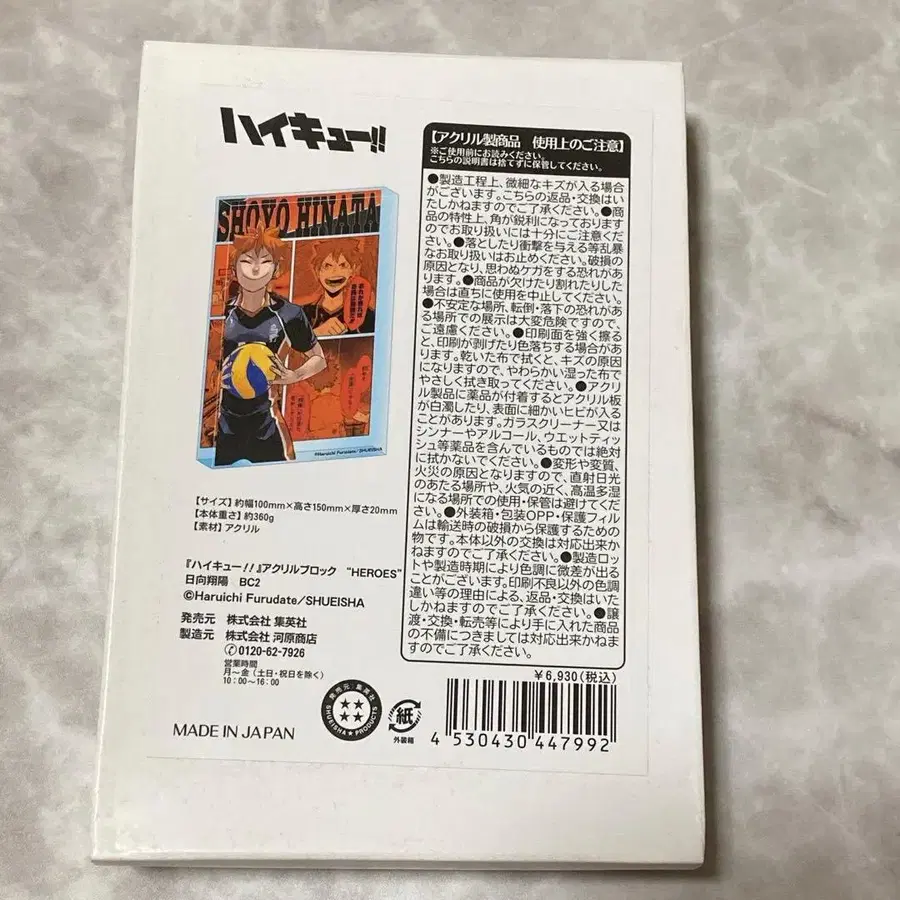 ハイキュー!!
SHOYO HINATA
©Haruichi Furudate/SHUEISHA
【サイズ】約幅100mm×高さ150mm×厚さ20mm
【本体重さ】約360g
【素材】アクリル
『ハイキュー!!』アクリルブロック “HEROES”
日向翔陽 BC2
©Haruichi Furudate/SHUEISHA
発売元 株式会社 集英社
製造元 株式会社 河原商店
0120-62-7926
営業時間
月～金(土日・祝日を除く)
10:00～16:00
MADE IN JAPAN
発売元:集英社
SHUEISHA★PRODUCTS
紙
外装箱
【アクリル製商品 使用上のご注意】
※ご使用前にお読みください。
こちらの説明書は捨てずに保管してください。
●製造工程上、微細なキズが入る場合
がございます。こちらの返品・交換はい
たしかねますのでご了承ください。●商
品の特性上、角が鋭利になっております
のでお取り扱いには十分にご注意くださ
い。●落としたり衝撃を与える等乱暴
なお取り扱いはお止めください。破損の
原因となり、思わぬケガをする恐れがあ
ります。●商品が欠けたり割れたりした
場合は直ちに使用を中止してください。
●不安定な場所、転倒・落下の恐れがあ
る場所での展示は大変危険ですので、
ご遠慮ください。●印刷面を強く擦る
と、印刷が剥げたり色落ちする場合があ
ります。乾いた布で拭くと、キズの原因
になりますので、やわらかい湿った布で
やさしく拭き取ってください。●アクリ
ル製品に薬品が付着するとアクリル板
が白濁したり、表面に細かいヒビが入る
ことがあります。ガラスクリーナー又は
シンナーやアルコール、ウエットティッ
シュ等薬品を含んでいるものでは絶対
に拭かないでください。●変形や変質、
火災の原因となりますので、直射日光
のあたる場所や、火気の近く、高温多湿
になる場所での使用・保管は避けてくだ
さい。●外装箱・包装OPP・保護フィル
ムは輸送時の破損から保護するための
物です。本体以外の交換は対応出来か
ねますのでご了承ください。●製造ロッ
トや製造時期により色調に微差が出る
ことがございます。印刷不良以外の色調
違い等の理由による、返品・交換はいた
しかねますのでご了承ください。●譲
渡・交換・転売等により手に入れた商品
の不備につきましては対応出来かねま
すのでご了承ください。
￥6,930(税込)
4 530430 447992